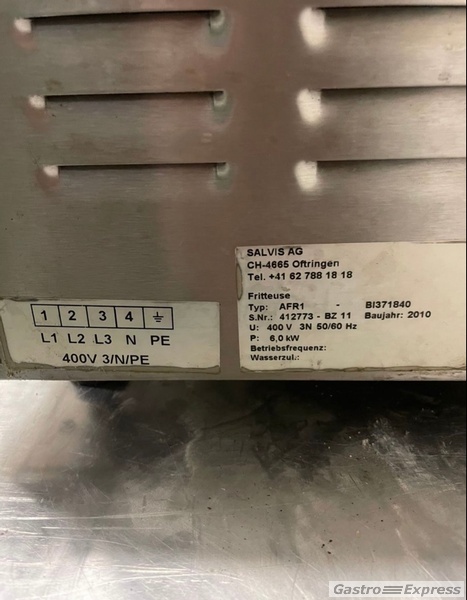 SALVIS AG
CH-4665 Oftringen
Tel. +41 62 788 18 18
Fritteuse
Typ: AFR1 - BI371840
S.Nr.: 412773 - BZ 11 Baujahr: 2010
U: 400 V 3N 50/60 Hz
P: 6,0 kW
Betriebsfrequenz:
Wasserzul.:
1 2 3 4 ⏚
L1 L2 L3 N PE
400V 3/N/PE
Gastro Express